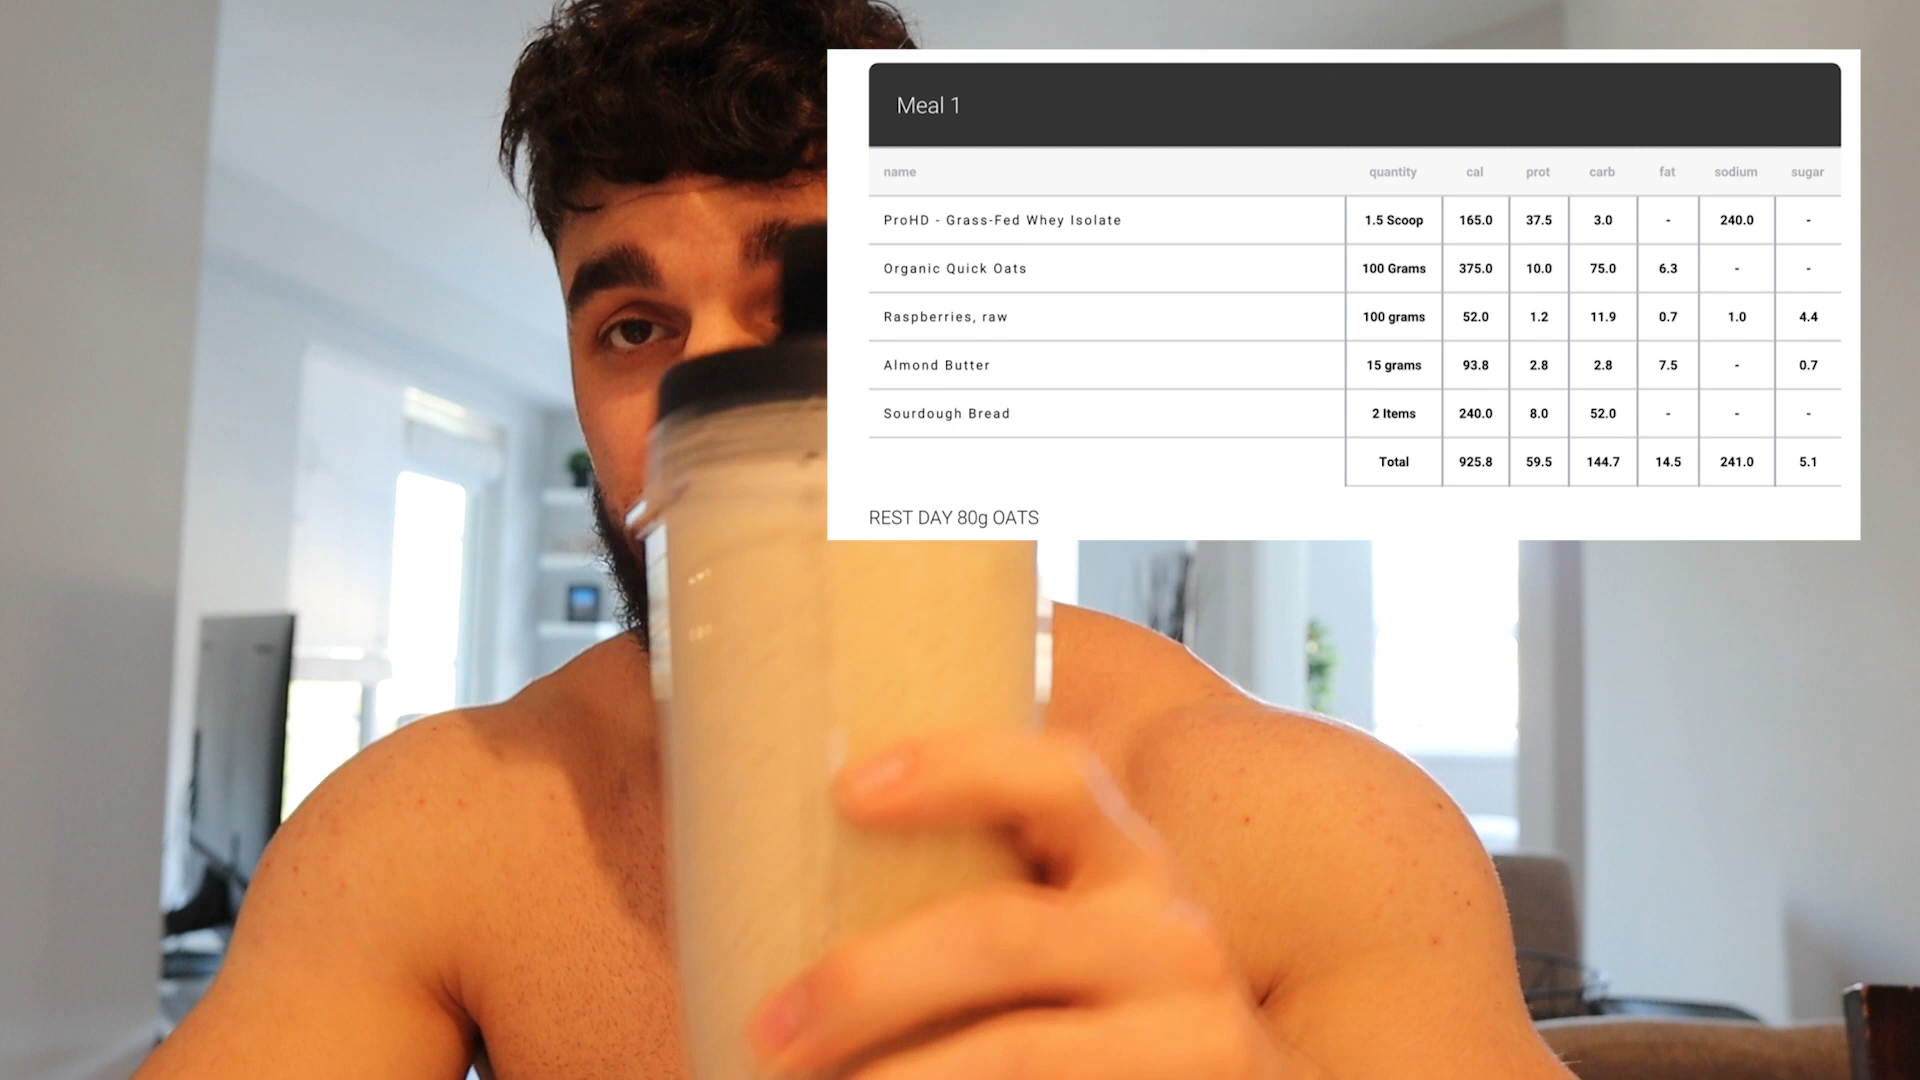 Meal 1
name quantity cal prot carb fat sodium sugar
ProHD - Grass-Fed Whey Isolate 1.5 Scoop 165.0 37.5 3.0 - 240.0 -
Organic Quick Oats 100 Grams 375.0 10.0 75.0 6.3 - -
Raspberries, raw 100 grams 52.0 1.2 11.9 0.7 1.0 4.4
Almond Butter 15 grams 93.8 2.8 2.8 7.5 - 0.7
Sourdough Bread 2 Items 240.0 8.0 52.0 - - -
Total 925.8 59.5 144.7 14.5 241.0 5.1
REST DAY 80g OATS